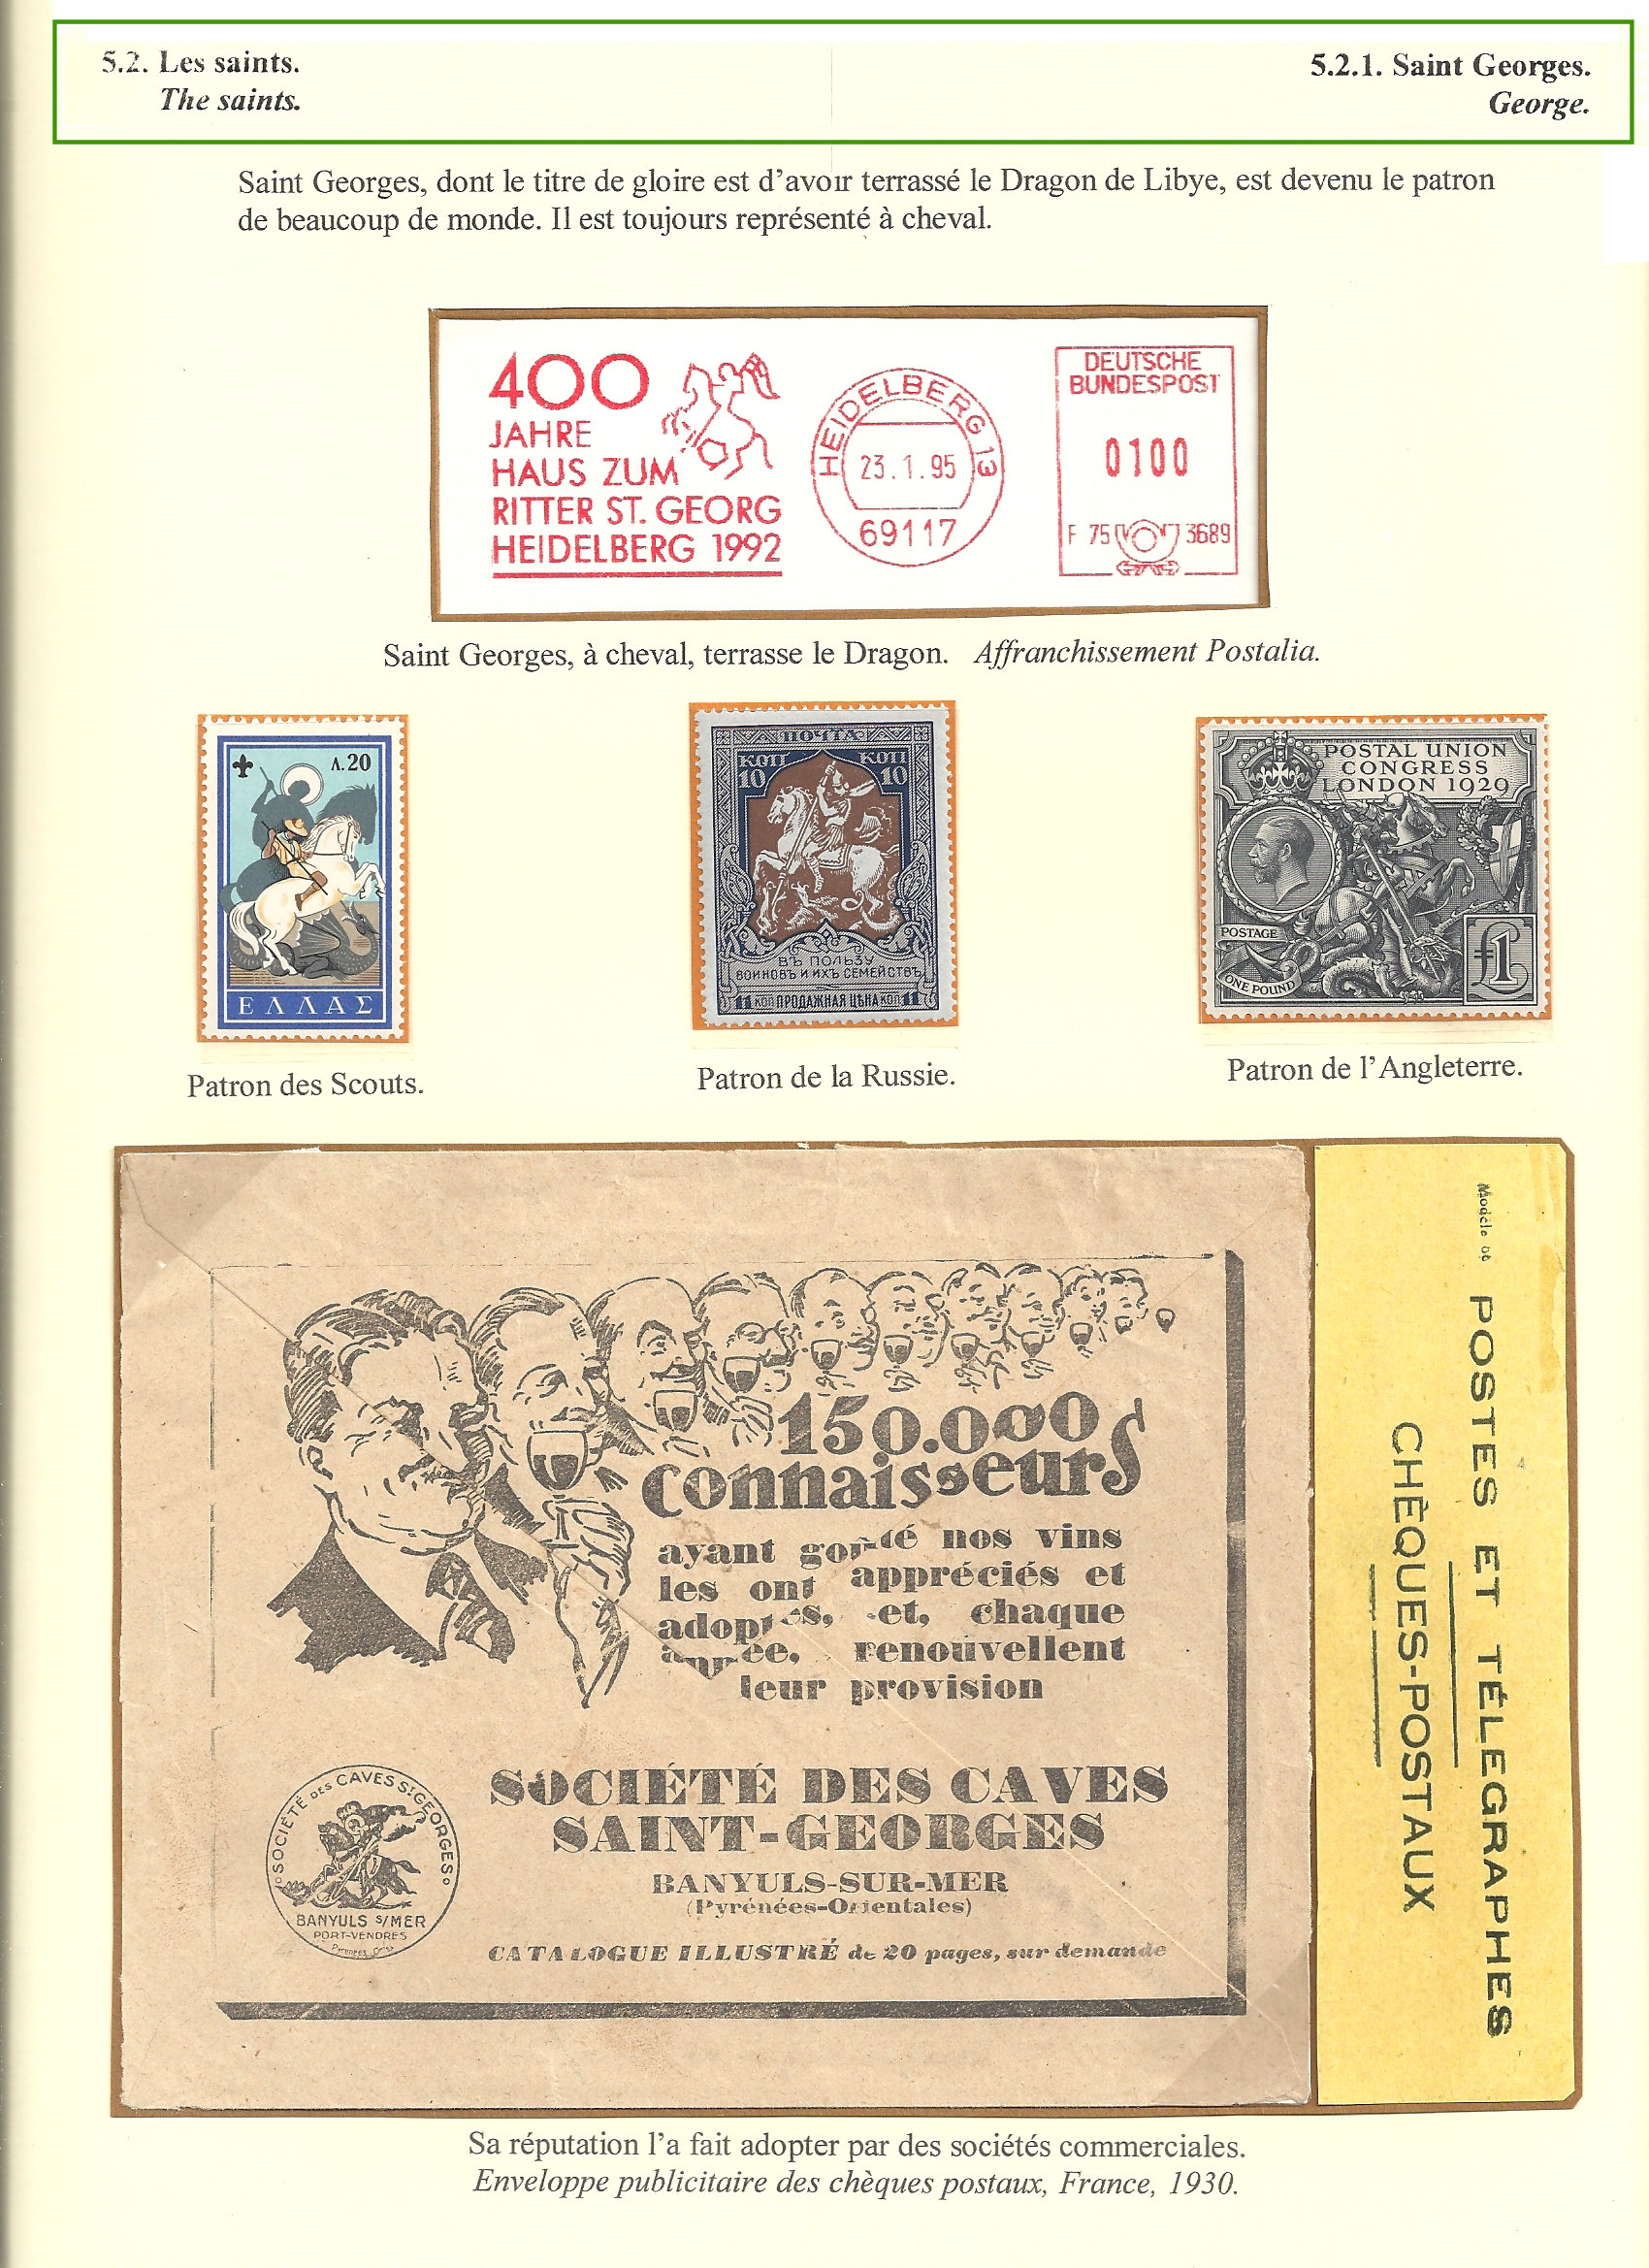 5.2. Les saints.
The saints.
5.2.1. Saint Georges.
George.
Saint Georges, dont le titre de gloire est d’avoir terrassé le Dragon de Libye, est devenu le patron
de beaucoup de monde. Il est toujours représenté à cheval.
400
JAHRE
HAUS ZUM
RITTER ST. GEORG
HEIDELBERG 1992
HEIDELBERG 13
23.1.95
69117
DEUTSCHE
BUNDESPOST
0100
F 75 3689
Saint Georges, à cheval, terrasse le Dragon. Affranchissement Postalia.
Λ.20
ΕΛΛΑΣ
Patron des Scouts.
ПОЧТА
КОП КОП
10 10
ВЪ ПОЛЬЗУ
ВОИНОВЪ И ИХЪ СЕМЕЙСТВЪ
11 КОП ПРОДАЖНАЯ ЦѢНА КОП 11
Patron de la Russie.
POSTAL UNION
CONGRESS
LONDON 1929
POSTAGE
ONE POUND
£1
Patron de l’Angleterre.
150.000
connaisseurs
ayant goûté nos vins
les ont appréciés et
adoptés, et, chaque
année, renouvellent
leur provision
SOCIÉTÉ DES CAVES
SAINT-GEORGES
BANYULS-SUR-MER
(Pyrénées-Orientales)
CATALOGUE ILLUSTRÉ de 20 pages, sur demande
SOCIÉTÉ DES CAVES ST GEORGES
BANYULS S/MER
PORT-VENDRES
Modèle
POSTES ET TÉLÉGRAPHES
CHÈQUES-POSTAUX
Sa réputation l’a fait adopter par des sociétés commerciales.
Enveloppe publicitaire des chèques postaux, France, 1930.